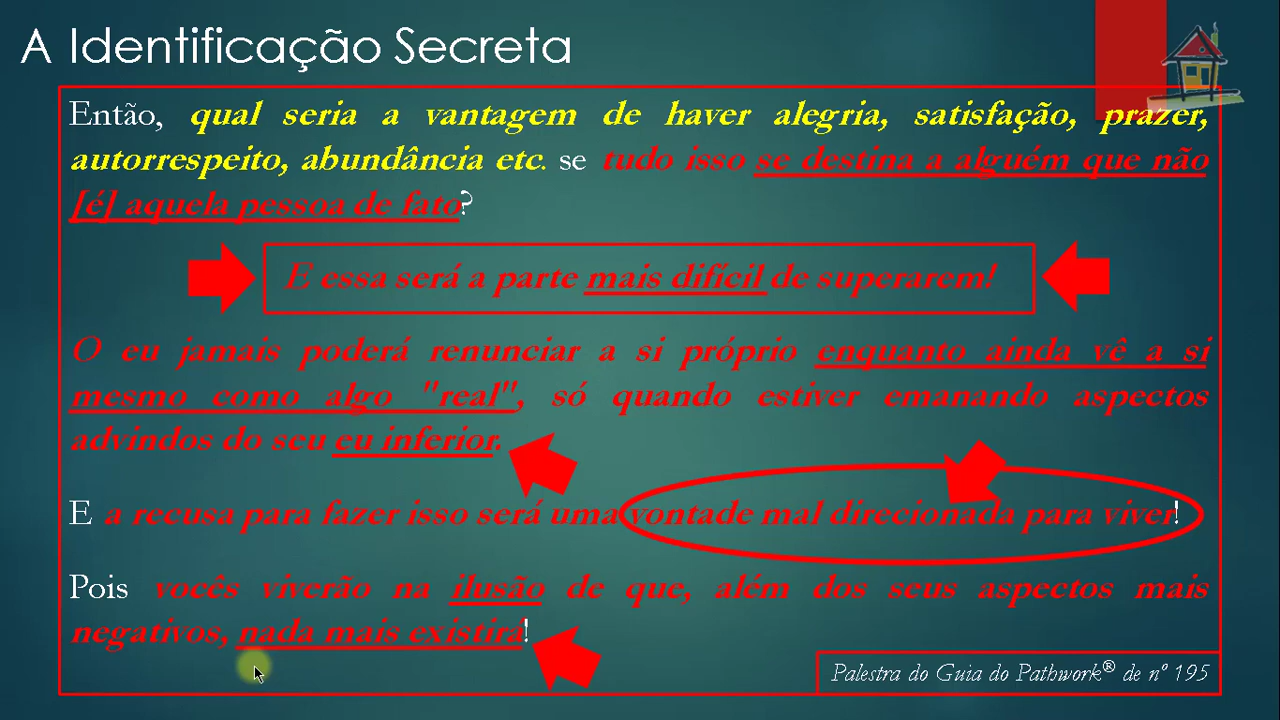 A Identificação Secreta
Então, qual seria a vantagem de haver alegria, satisfação, prazer,
autorrespeito, abundância etc. se tudo isso se destina a alguém que não
[é] aquela pessoa de fato?
E essa será a parte mais difícil de superarem!
O eu jamais poderá renunciar a si próprio enquanto ainda vê a si
mesmo como algo "real", só quando estiver emanando aspectos
advindos do seu eu inferior.
E a recusa para fazer isso será uma vontade mal direcionada para viver!
Pois vocês viverão na ilusão de que, além dos seus aspectos mais
negativos, nada mais existirá!
Palestra do Guia do Pathwork® de nº 195